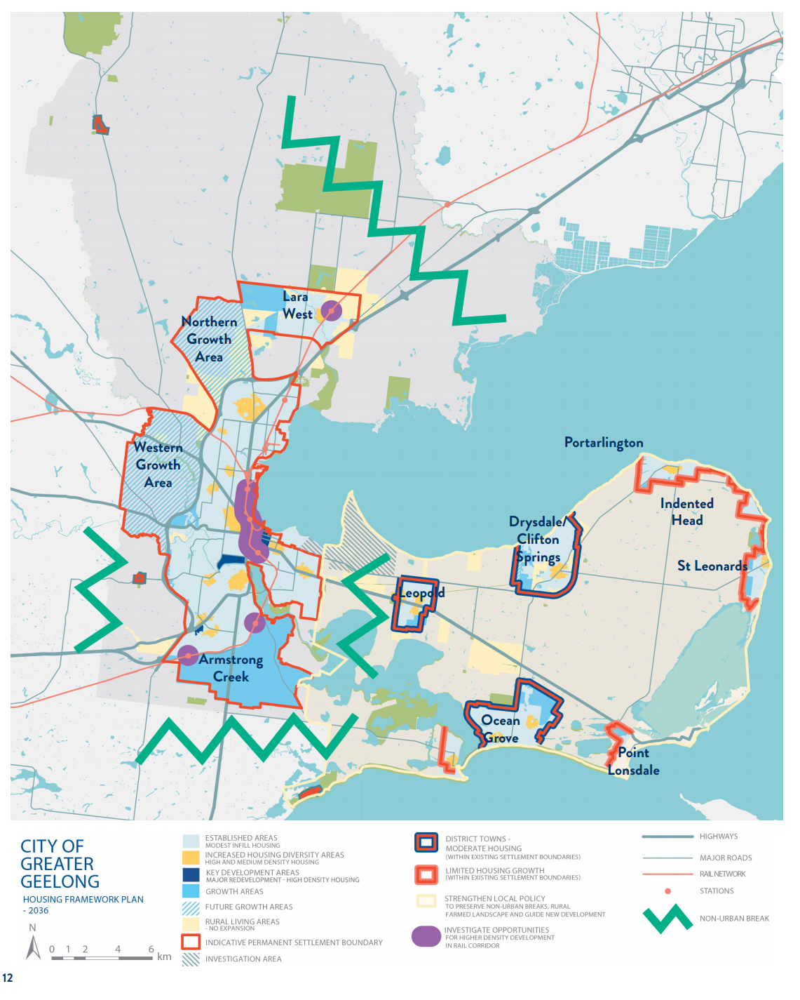 Lara
West
Northern
Growth
Area
Western
Growth
Area
Portarlington
Indented
Head
Drysdale/
Clifton
Springs
St Leonards
Leopold
Armstrong
Creek
Ocean
Grove
Point
Lonsdale
CITY OF
GREATER
GEELONG
HOUSING FRAMEWORK PLAN
- 2036
N
0 1 2 4 6 km
ESTABLISHED AREAS
MODEST INFILL HOUSING
INCREASED HOUSING DIVERSITY AREAS
HIGH AND MEDIUM DENSITY HOUSING
KEY DEVELOPMENT AREAS
MAJOR REDEVELOPMENT - HIGH DENSITY HOUSING
GROWTH AREAS
FUTURE GROWTH AREAS
RURAL LIVING AREAS
- NO EXPANSION
INDICATIVE PERMANENT SETTLEMENT BOUNDARY
INVESTIGATION AREA
DISTRICT TOWNS -
MODERATE HOUSING
(WITHIN EXISTING SETTLEMENT BOUNDARIES)
LIMITED HOUSING GROWTH
(WITHIN EXISTING SETTLEMENT BOUNDARIES)
STRENGTHEN LOCAL POLICY
TO PRESERVE NON-URBAN BREAKS, RURAL
FARMED LANDSCAPE AND GUIDE NEW DEVELOPMENT
INVESTIGATE OPPORTUNITIES
FOR HIGHER DENSITY DEVELOPMENT
IN RAIL CORRIDOR
HIGHWAYS
MAJOR ROADS
RAIL NETWORK
STATIONS
NON-URBAN BREAK
12